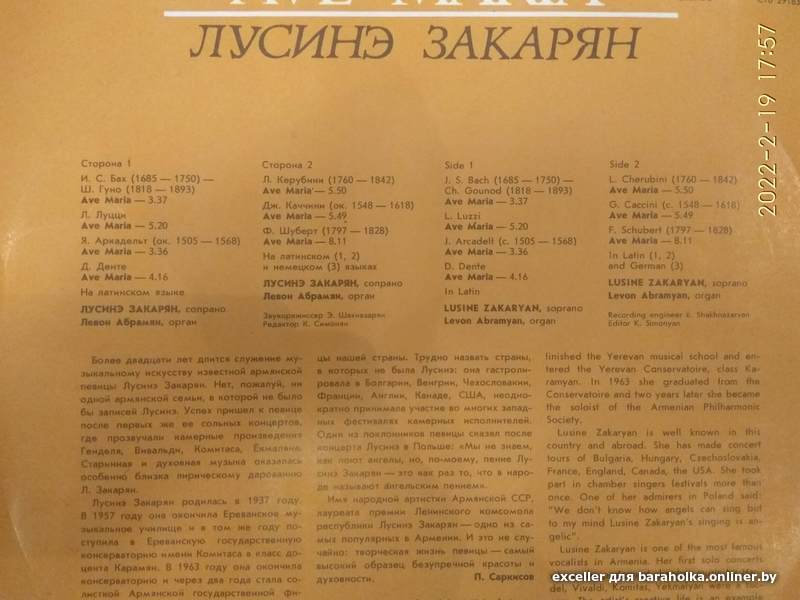 AVE MARIA
ЛУСИНЭ ЗАКАРЯН
2022-2-19 17:57
Сторона 1
И. С. Бах (1685 — 1750) —
Ш. Гуно (1818 — 1893)
Ave Maria — 3.37
Л. Луцци
Ave Maria — 5.20
Я. Аркадельт (ок. 1505 — 1568)
Ave Maria — 3.36
Д. Денте
Ave Maria — 4.16
На латинском языке
ЛУСИНЭ ЗАКАРЯН, сопрано
Левон Абрамян, орган
Сторона 2
Л. Керубини (1760 — 1842)
Ave Maria — 5.50
Дж. Каччини (ок. 1548 — 1618)
Ave Maria — 5.49
Ф. Шуберт (1797 — 1828)
Ave Maria — 8.11
На латинском (1, 2)
и немецком (3) языках
ЛУСИНЭ ЗАКАРЯН, сопрано
Левон Абрамян, орган
Звукорежиссер Э. Шахназарян
Редактор К. Симонян
Side 1
J. S. Bach (1685 — 1750) —
Ch. Gounod (1818 — 1893)
Ave Maria — 3.37
L. Luzzi
Ave Maria — 5.20
J. Arcadelt (c. 1505 — 1568)
Ave Maria — 3.36
D. Dente
Ave Maria — 4.16
In Latin
LUSINE ZAKARYAN, soprano
Levon Abramyan, organ
Side 2
L. Cherubini (1760 — 1842)
Ave Maria — 5.50
G. Caccini (c. 1548 — 1618)
Ave Maria — 5.49
F. Schubert (1797 — 1828)
Ave Maria — 8.11
In Latin (1, 2)
and German (3)
LUSINE ZAKARYAN, soprano
Levon Abramyan, organ
Recording engineer E. Shakhnazaryan
Editor K. Simonyan
Более двадцати лет длится служение му-
зыкальному искусству известной армянской
певицы Лусинэ Закарян. Нет, пожалуй, ни
одной армянской семьи, в которой не было
бы записей Лусинэ. Успех пришел к певице
после первых же ее сольных концертов,
где прозвучали камерные произведения
Генделя, Вивальди, Комитаса, Екмаляна.
Старинная и духовная музыка оказалась
особенно близка лирическому дарованию
Л. Закарян.
Лусинэ Закарян родилась в 1937 году.
В 1957 году она окончила Ереванское му-
зыкальное училище и в том же году по-
ступила в Ереванскую государственную
консерваторию имени Комитаса в класс до-
цента Карамян. В 1963 году она окончила
консерваторию и через два года стала со-
листкой Армянской государственной фи-
цы нашей страны. Трудно назвать страны,
в которых не была Лусинэ: она гастроли-
ровала в Болгарии, Венгрии, Чехословакии,
Франции, Англии, Канаде, США, неодно-
кратно принимала участие во многих запад-
ных фестивалях камерных исполнителей.
Один из поклонников певицы сказал после
концерта Лусинэ в Польше: «Мы не знаем,
как поют ангелы, но, по-моему, пение Лу-
синэ Закарян — это как раз то, что в наро-
де называют ангельским пением».
Имя народной артистки Армянской ССР,
лауреата премии Ленинского комсомола
республики Лусинэ Закарян — одно из са-
мых популярных в Армении. И это не слу-
чайно: творческая жизнь певицы — самый
высокий образец безупречной красоты и
духовности.
П. Саркисов
finished the Yerevan musical school and en-
tered the Yerevan Conservatoire, class Ka-
ramyan. In 1963 she graduated from the
Conservatoire and two years later she became
the soloist of the Armenian Philharmonic
Society.
Lusine Zakaryan is well known in this
country and abroad. She has made concert
tours of Bulgaria, Hungary, Czechoslovakia,
France, England, Canada, the USA. She took
part in chamber singers festivals more than
once. One of her admirers in Poland said:
"We don't know how angels can sing but
to my mind Lusine Zakaryan's singing is an-
gelic".
Lusine Zakaryan is one of the most famous
vocalists in Armenia. Her first solo concerts
del, Vivaldi, Komitas, Yekmalyan were a
exceller для baraholka.onliner.by